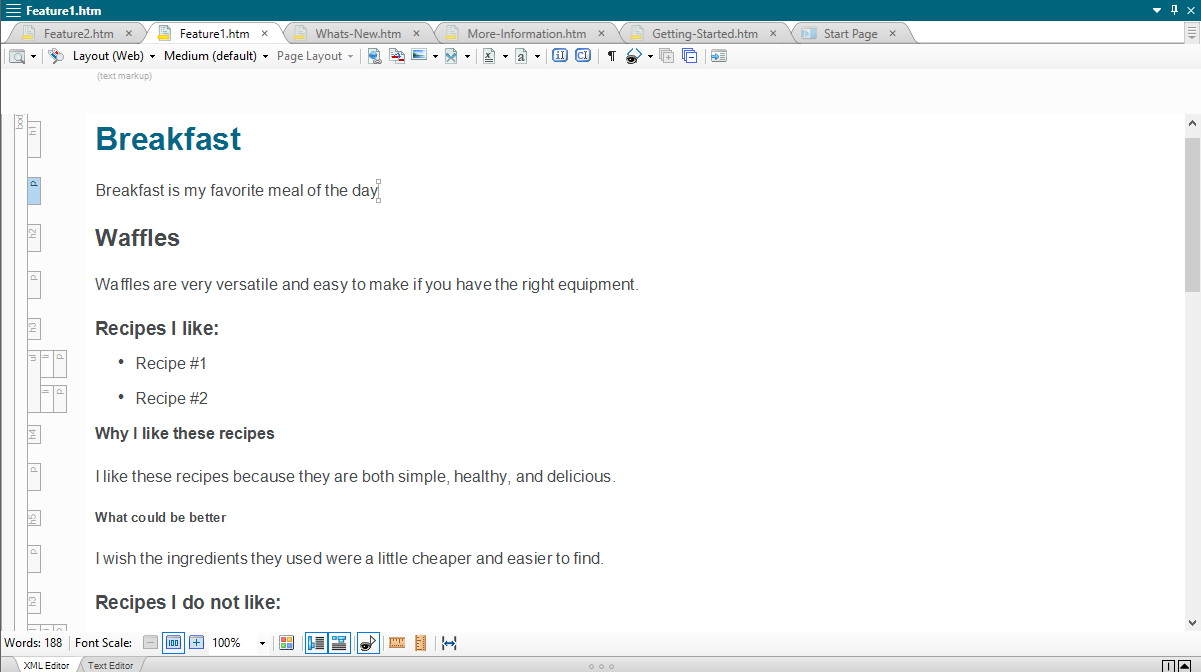 Feature1.htm
Feature2.htm
Feature1.htm
Whats-New.htm
More-Information.htm
Getting-Started.htm
Start Page
Layout (Web)
Medium (default)
Page Layout
(text markup)
bod
h1
Breakfast
p
Breakfast is my favorite meal of the day
h2
Waffles
p
Waffles are very versatile and easy to make if you have the right equipment.
h3
Recipes I like:
ul
li
p
• Recipe #1
li
p
• Recipe #2
h4
Why I like these recipes
p
I like these recipes because they are both simple, healthy, and delicious.
h5
What could be better
p
I wish the ingredients they used were a little cheaper and easier to find.
h3
Recipes I do not like:
Words: 188
Font Scale:
100
100%
XML Editor
Text Editor